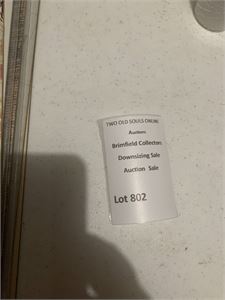 TWO OLD SOULS ONLINE
Auctions
Brimfield Collectors
Downsizing Sale
Auction Sale
Lot 802